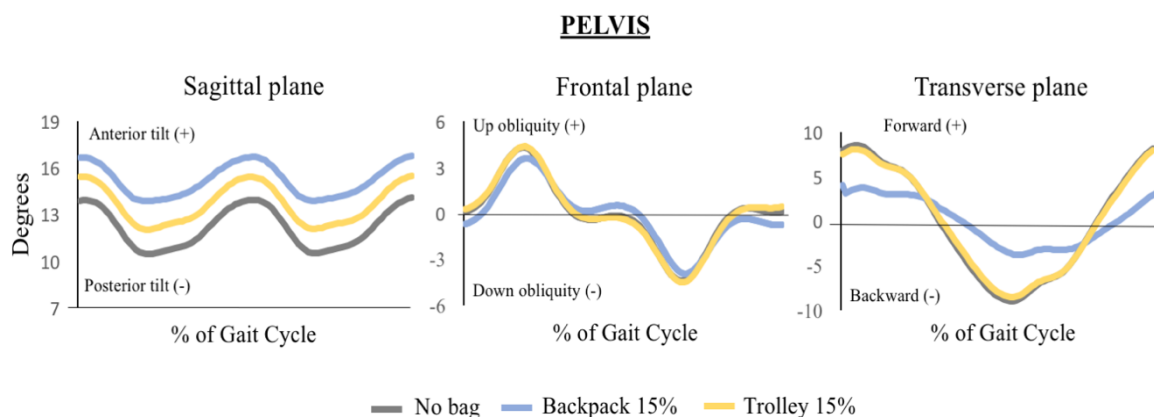 PELVIS
Sagittal plane
Frontal plane
Transverse plane
Degrees
19
16
13
10
7
Anterior tilt (+)
Posterior tilt (-)
% of Gait Cycle
6
3
0
-3
-6
Up obliquity (+)
Down obliquity (-)
% of Gait Cycle
10
5
0
-5
-10
Forward (+)
Backward (-)
% of Gait Cycle
No bag
Backpack 15%
Trolley 15%